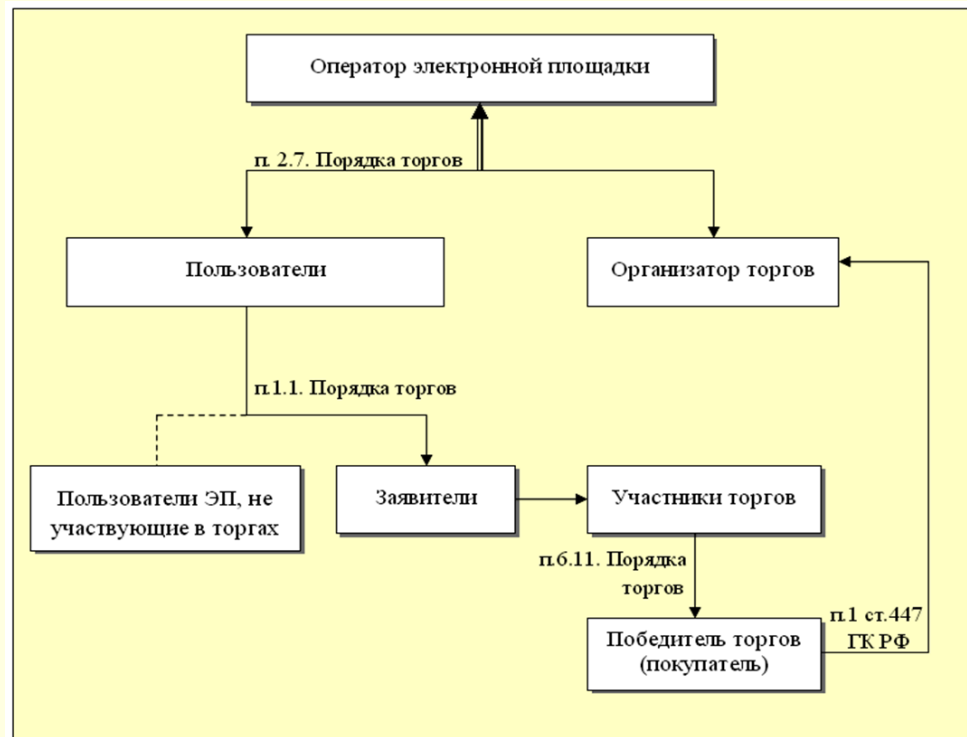 Оператор электронной площадки
п. 2.7. Порядка торгов
Пользователи
Организатор торгов
п.1.1. Порядка торгов
Пользователи ЭП, не
участвующие в торгах
Заявители
Участники торгов
п.6.11. Порядка
торгов
Победитель торгов
(покупатель)
п.1 ст.447
ГК РФ